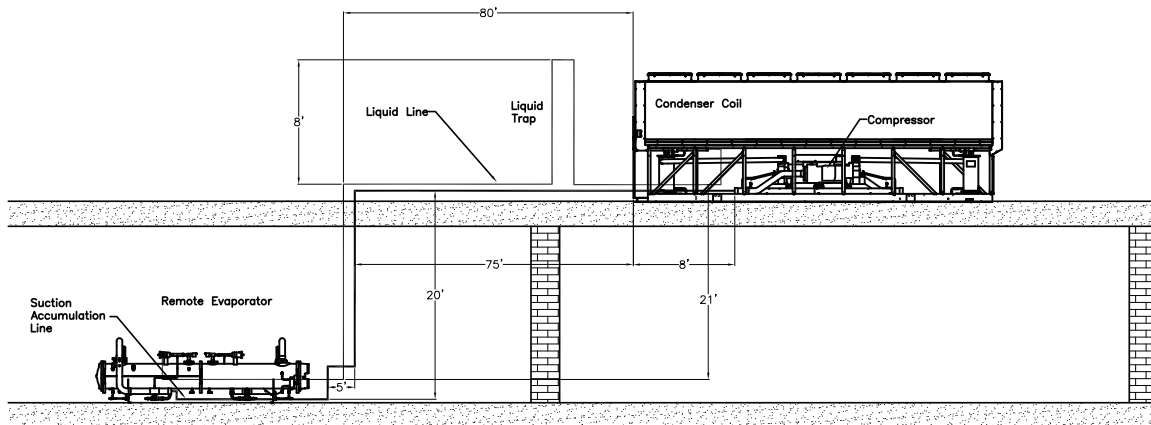 80'
8'
Liquid Line
Liquid
Trap
Condenser Coil
Compressor
75'
8'
20'
21'
Remote Evaporator
Suction
Accumulation
Line
5'